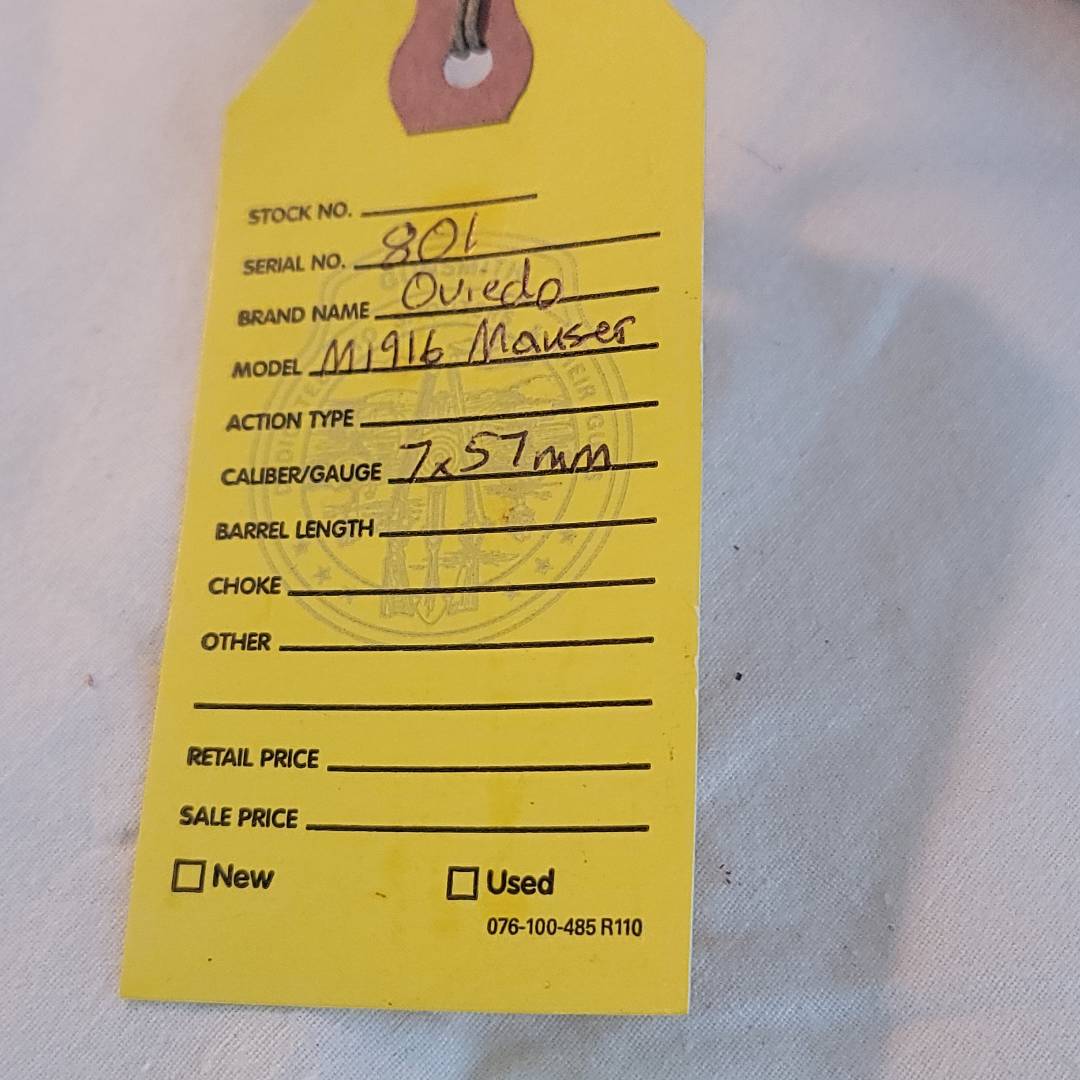 STOCK NO.
SERIAL NO. 801
BRAND NAME Oviedo
MODEL M1916 Mauser
ACTION TYPE
CALIBER/GAUGE 7x57mm
BARREL LENGTH
CHOKE
OTHER
RETAIL PRICE
SALE PRICE
New Used
076-100-485 R110